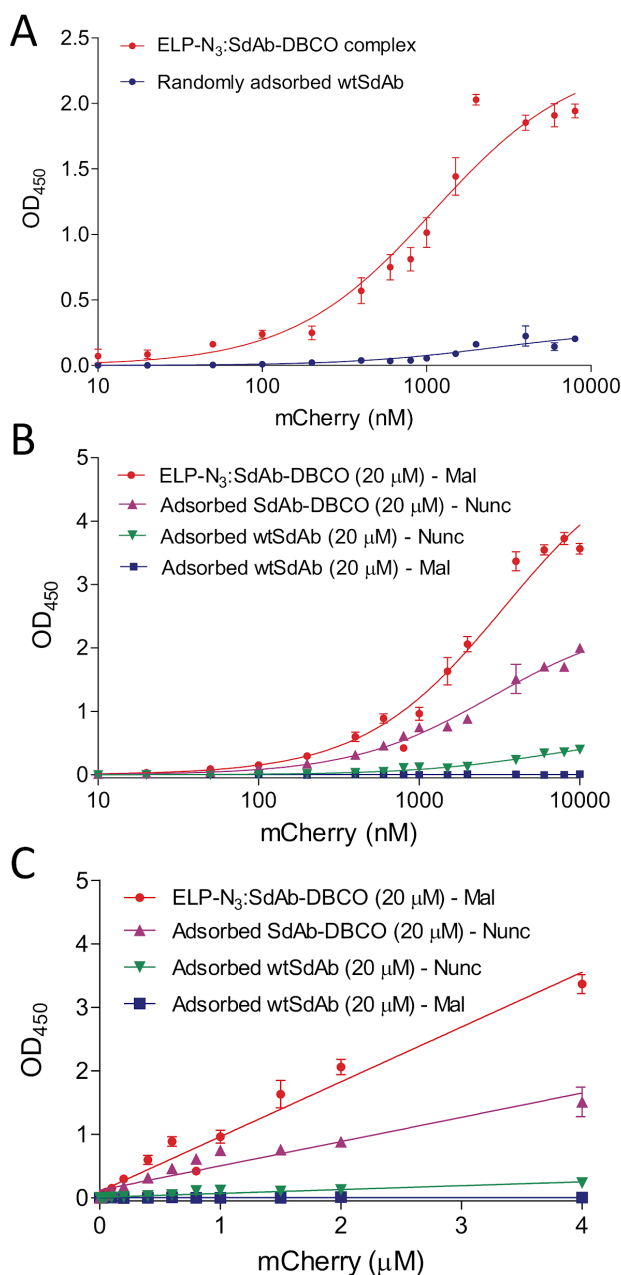 A
ELP-N₃:SdAb-DBCO complex
Randomly adsorbed wtSdAb
2.5
2.0
1.5
1.0
0.5
0.0
OD₄₅₀
10 100 1000 10000
mCherry (nM)
B
ELP-N₃:SdAb-DBCO (20 μM) - Mal
Adsorbed SdAb-DBCO (20 μM) - Nunc
Adsorbed wtSdAb (20 μM) - Nunc
Adsorbed wtSdAb (20 μM) - Mal
5
4
3
2
1
0
OD₄₅₀
10 100 1000 10000
mCherry (nM)
C
ELP-N₃:SdAb-DBCO (20 μM) - Mal
Adsorbed SdAb-DBCO (20 μM) - Nunc
Adsorbed wtSdAb (20 μM) - Nunc
Adsorbed wtSdAb (20 μM) - Mal
5
4
3
2
1
0
OD₄₅₀
0 1 2 3 4
mCherry (μM)